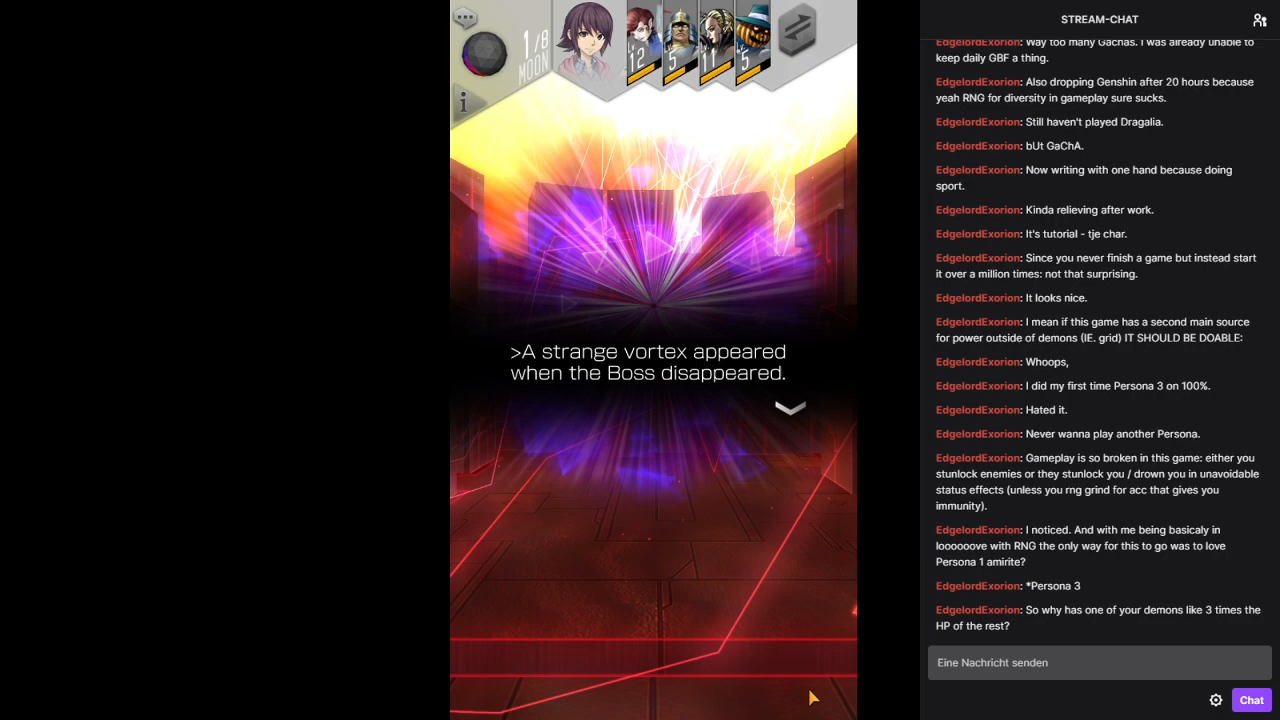 1/8
MOON
Lv
12
Lv
5
Lv
11
Lv
5
i
>A strange vortex appeared
when the Boss disappeared.
STREAM-CHAT
EdgelordExorion: Way too many Gachas. I was already unable to
keep daily GBF a thing.
EdgelordExorion: Also dropping Genshin after 20 hours because
yeah RNG for diversity in gameplay sure sucks.
EdgelordExorion: Still haven't played Dragalia.
EdgelordExorion: bUt GaChA.
EdgelordExorion: Now writing with one hand because doing
sport.
EdgelordExorion: Kinda relieving after work.
EdgelordExorion: It's tutorial - tje char.
EdgelordExorion: Since you never finish a game but instead start
it over a million times: not that surprising.
EdgelordExorion: It looks nice.
EdgelordExorion: I mean if this game has a second main source
for power outside of demons (IE. grid) IT SHOULD BE DOABLE:
EdgelordExorion: Whoops,
EdgelordExorion: I did my first time Persona 3 on 100%.
EdgelordExorion: Hated it.
EdgelordExorion: Never wanna play another Persona.
EdgelordExorion: Gameplay is so broken in this game: either you
stunlock enemies or they stunlock you / drown you in unavoidable
status effects (unless you rng grind for acc that gives you
immunity).
EdgelordExorion: I noticed. And with me being basicaly in
loooooove with RNG the only way for this to go was to love
Persona 1 amirite?
EdgelordExorion: *Persona 3
EdgelordExorion: So why has one of your demons like 3 times the
HP of the rest?
Eine Nachricht senden
Chat